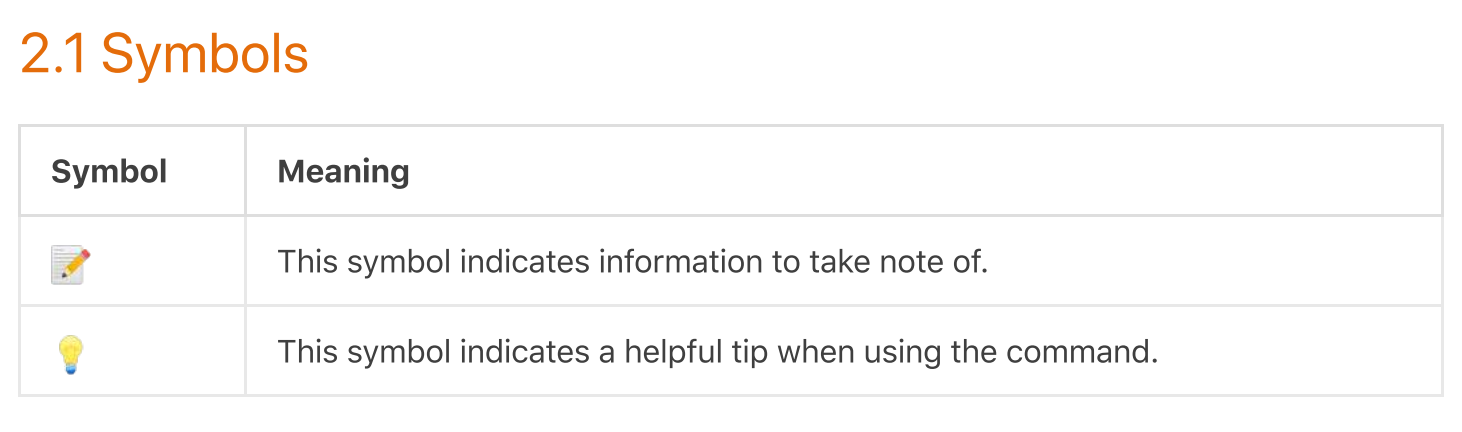 2.1 Symbols
Symbol Meaning
This symbol indicates information to take note of.
This symbol indicates a helpful tip when using the command.